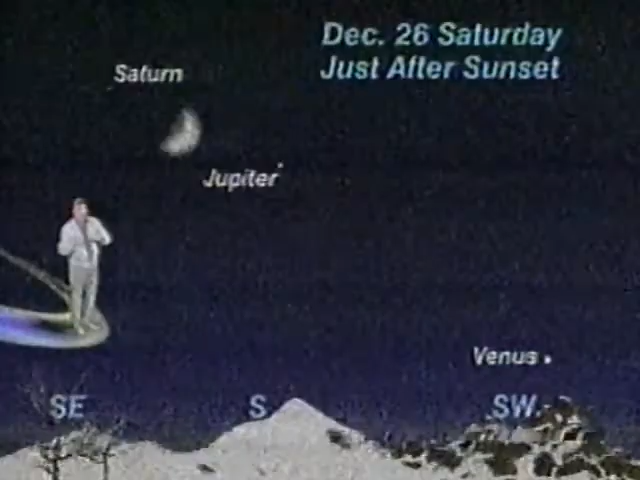 Dec. 26 Saturday
Just After Sunset
Saturn
Jupiter
Venus
SE
S
SW